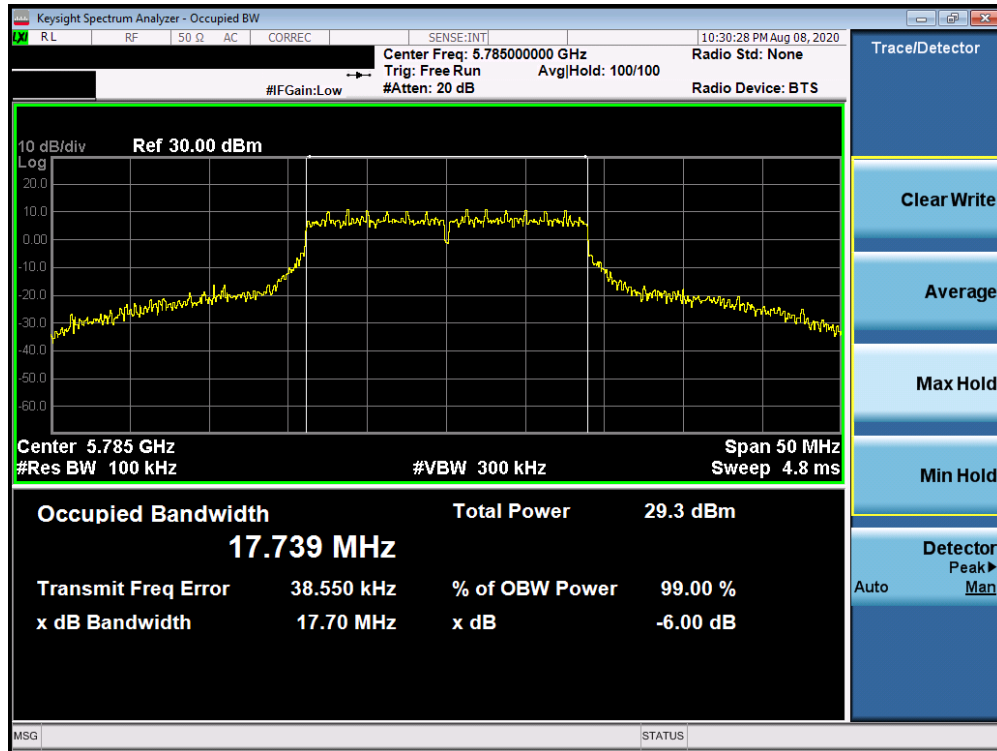 Keysight Spectrum Analyzer - Occupied BW
LXI RL RF 50 Ω AC CORREC SENSE:INT 10:30:28 PM Aug 08, 2020
Center Freq: 5.785000000 GHz Radio Std: None
Trig: Free Run Avg|Hold: 100/100
#IFGain:Low #Atten: 20 dB Radio Device: BTS
10 dB/div Ref 30.00 dBm
Log
20.0
10.0
0.00
-10.0
-20.0
-30.0
-40.0
-50.0
-60.0
Center 5.785 GHz Span 50 MHz
#Res BW 100 kHz #VBW 300 kHz Sweep 4.8 ms
Occupied Bandwidth Total Power 29.3 dBm
17.739 MHz
Transmit Freq Error 38.550 kHz % of OBW Power 99.00 %
x dB Bandwidth 17.70 MHz x dB -6.00 dB
MSG STATUS
Trace/Detector
Clear Write
Average
Max Hold
Min Hold
Detector
Peak▶
Auto Man